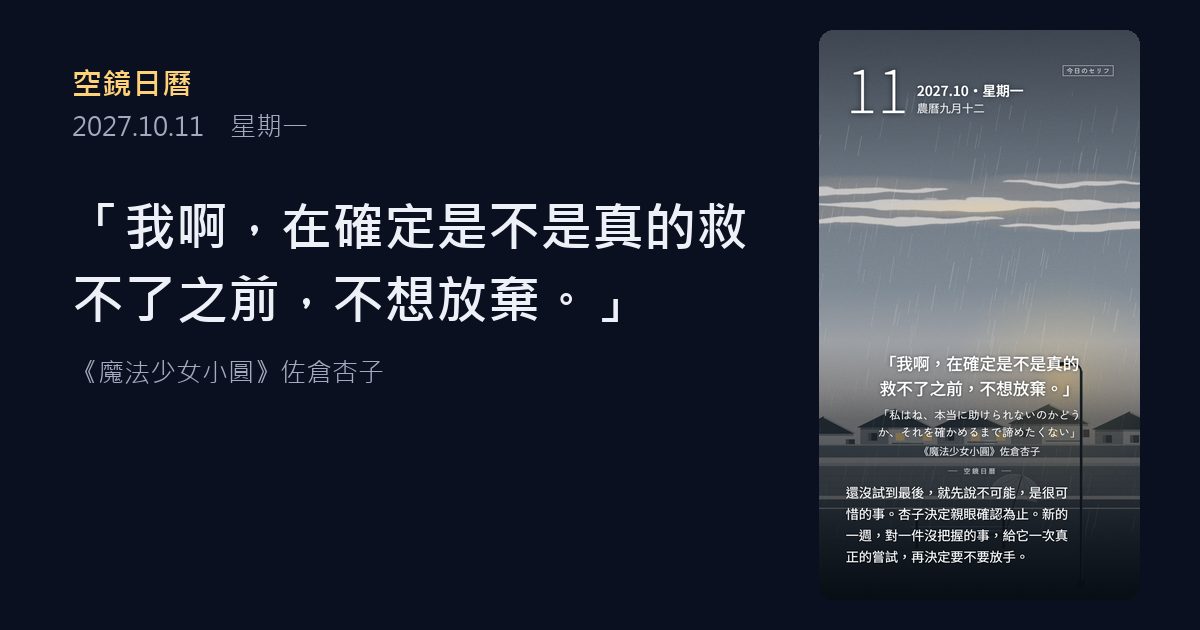 空鏡日曆
2027.10.11 星期一
「我啊，在確定是不是真的救
不了之前，不想放棄。」
《魔法少女小圓》佐倉杏子
今日のセリフ
11
2027.10・星期一
農曆九月十二
「我啊，在確定是不是真的
救不了之前，不想放棄。」
「私はね、本当に助けられないのかどう
か、それを確かめるまで諦めたくない」
《魔法少女小圓》佐倉杏子
— 空鏡日曆 —
還沒試到最後，就先說不可能，是很可
惜的事。杏子決定親眼確認為止。新的
一週，對一件沒把握的事，給它一次真
正的嘗試，再決定要不要放手。